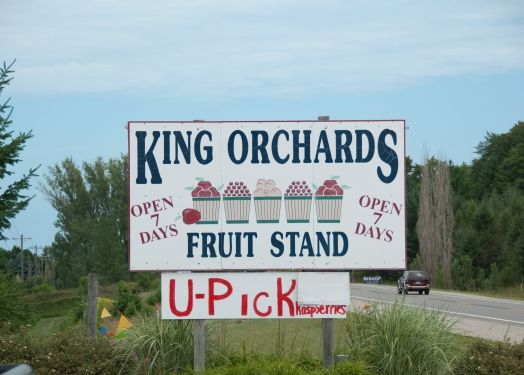 KING ORCHARDS
OPEN
7
DAYS
OPEN
7
DAYS
FRUIT STAND
U-PicK Raspberries